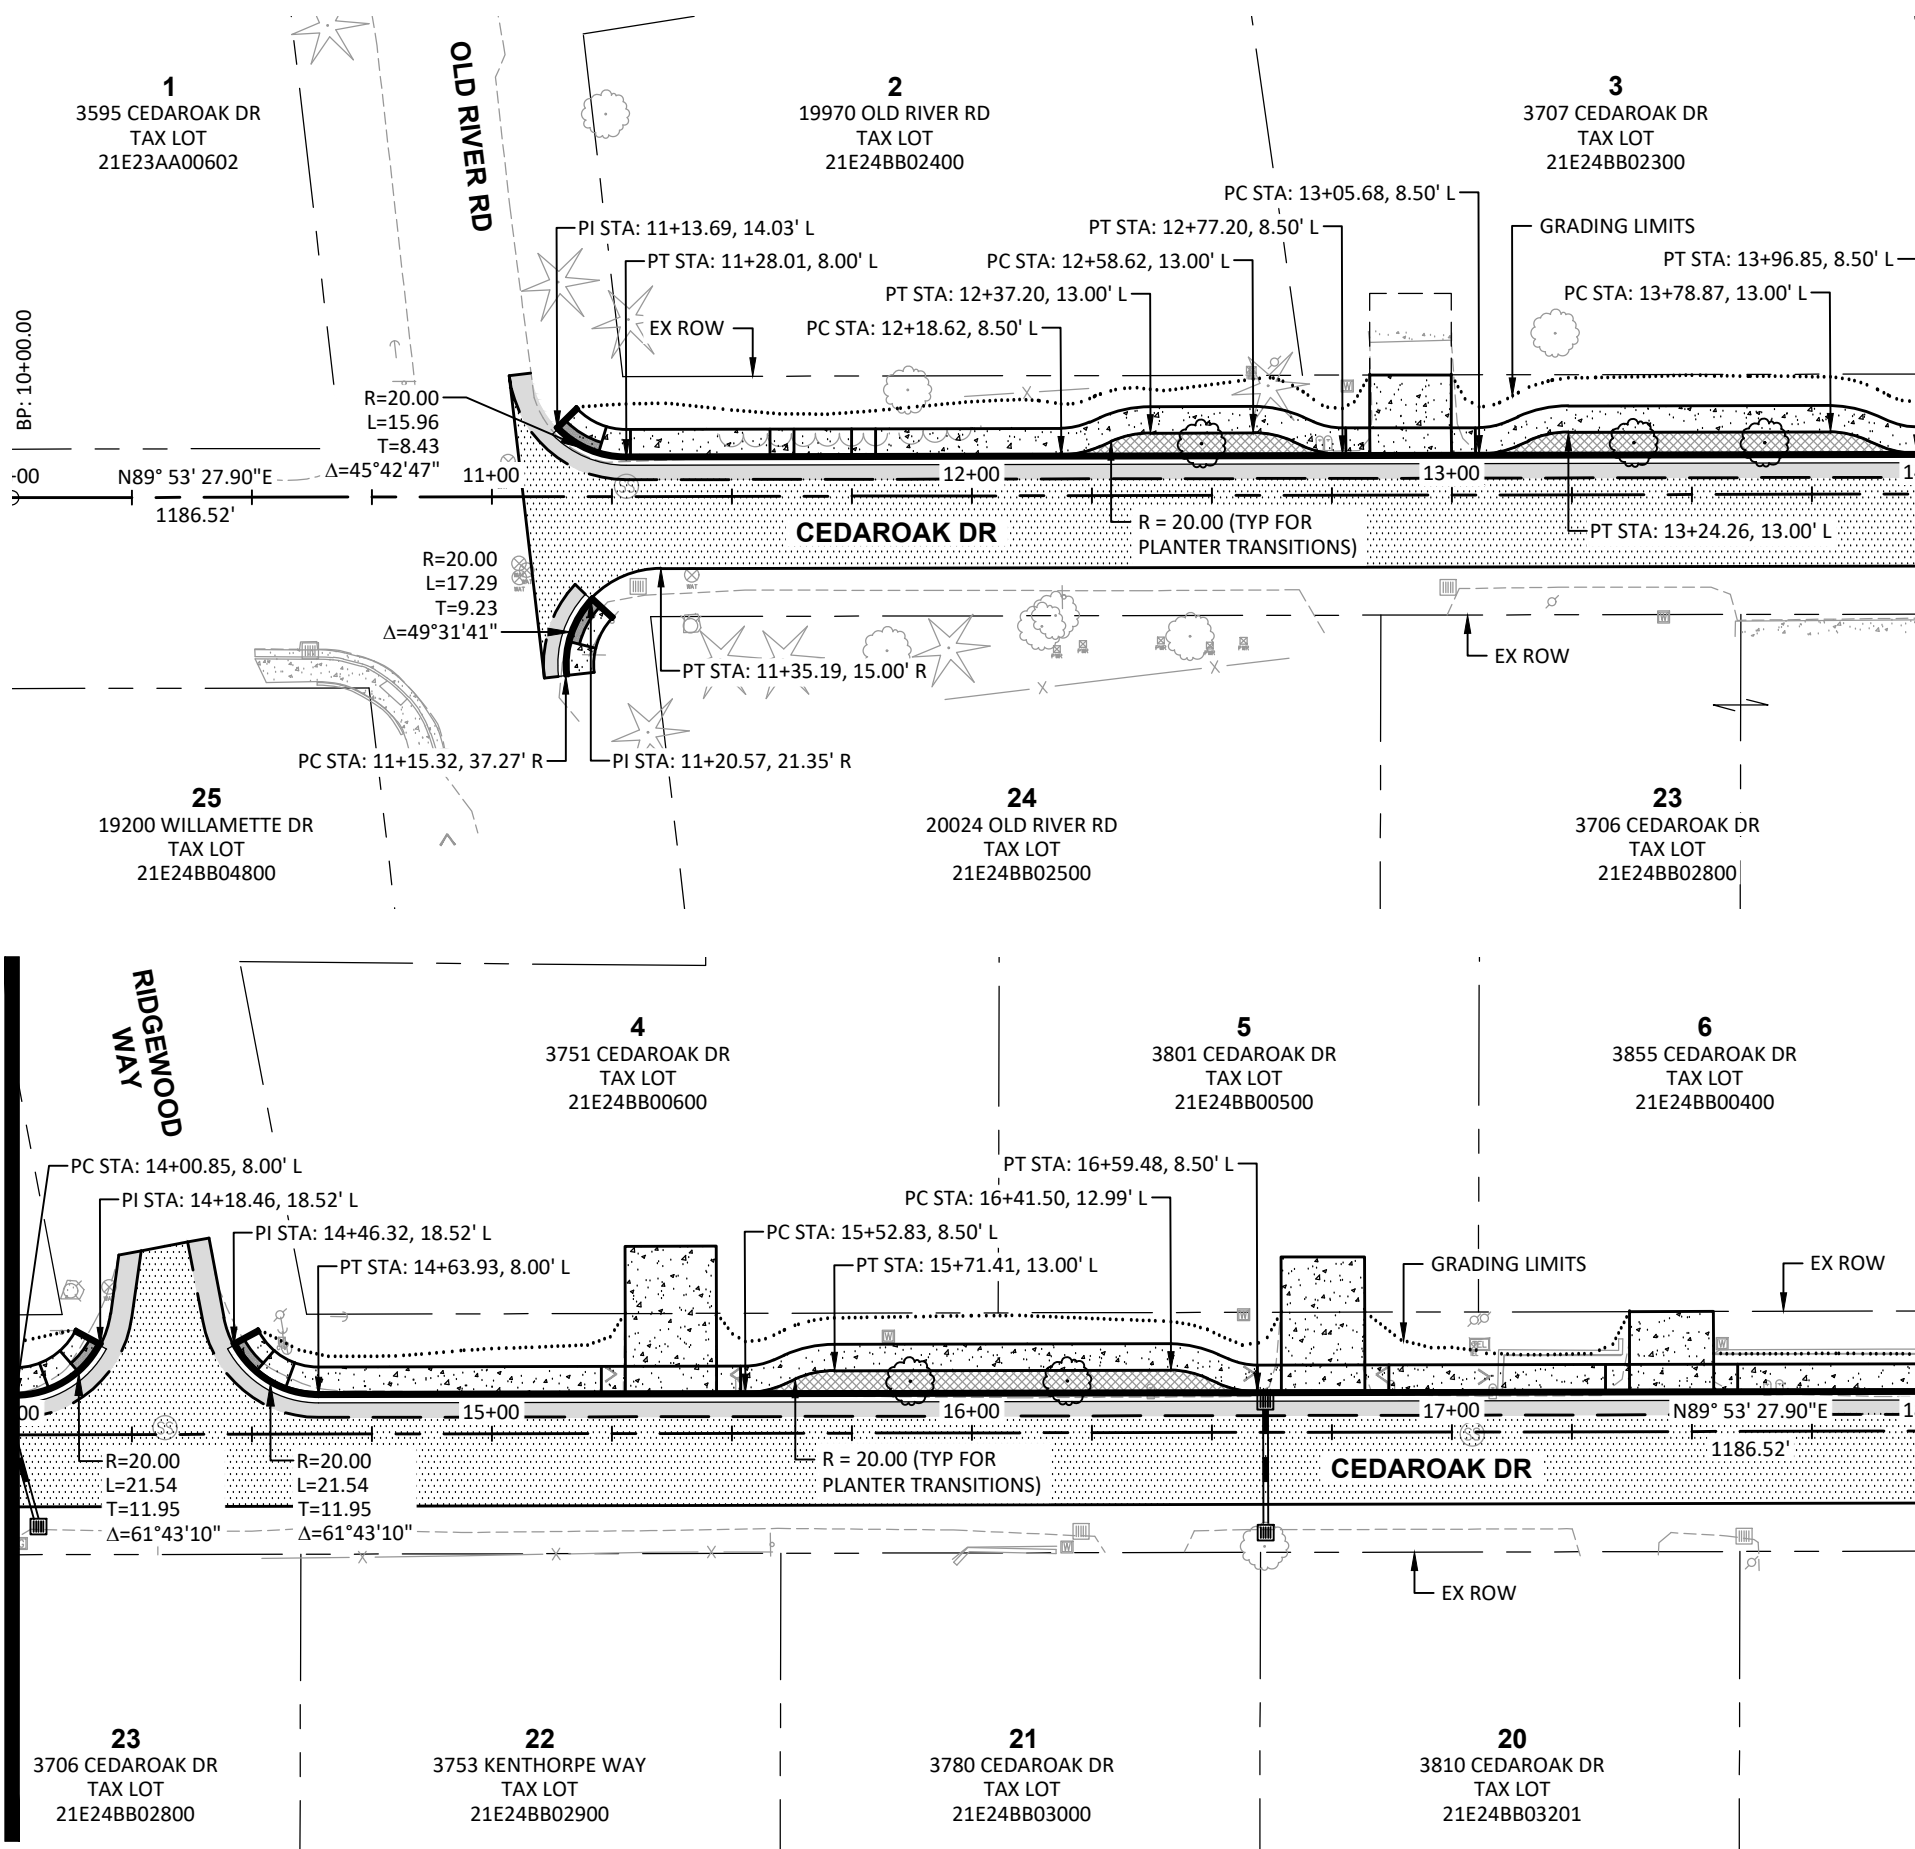 1
3595 CEDAROAK DR
TAX LOT
21E23AA00602
OLD RIVER RD
2
19970 OLD RIVER RD
TAX LOT
21E24BB02400
3
3707 CEDAROAK DR
TAX LOT
21E24BB02300
PC STA: 13+05.68, 8.50' L
PI STA: 11+13.69, 14.03' L
PT STA: 12+77.20, 8.50' L
GRADING LIMITS
PT STA: 11+28.01, 8.00' L
PC STA: 12+58.62, 13.00' L
PT STA: 13+96.85, 8.50' L
PT STA: 12+37.20, 13.00' L
PC STA: 13+78.87, 13.00' L
EX ROW
PC STA: 12+18.62, 8.50' L
BP: 10+00.00
R=20.00
L=15.96
T=8.43
Δ=45°42'47"
-00
N89° 53' 27.90"E
1186.52'
11+00
12+00
13+00
1
CEDAROAK DR
R = 20.00 (TYP FOR
PLANTER TRANSITIONS)
PT STA: 13+24.26, 13.00' L
R=20.00
L=17.29
T=9.23
Δ=49°31'41"
PT STA: 11+35.19, 15.00' R
EX ROW
PC STA: 11+15.32, 37.27' R
PI STA: 11+20.57, 21.35' R
25
19200 WILLAMETTE DR
TAX LOT
21E24BB04800
24
20024 OLD RIVER RD
TAX LOT
21E24BB02500
23
3706 CEDAROAK DR
TAX LOT
21E24BB02800
RIDGEWOOD
WAY
4
3751 CEDAROAK DR
TAX LOT
21E24BB00600
5
3801 CEDAROAK DR
TAX LOT
21E24BB00500
6
3855 CEDAROAK DR
TAX LOT
21E24BB00400
PC STA: 14+00.85, 8.00' L
PT STA: 16+59.48, 8.50' L
PI STA: 14+18.46, 18.52' L
PC STA: 16+41.50, 12.99' L
PI STA: 14+46.32, 18.52' L
PC STA: 15+52.83, 8.50' L
PT STA: 14+63.93, 8.00' L
PT STA: 15+71.41, 13.00' L
GRADING LIMITS
EX ROW
00
15+00
16+00
17+00
N89° 53' 27.90"E
1186.52'
1
R=20.00
L=21.54
T=11.95
Δ=61°43'10"
R=20.00
L=21.54
T=11.95
Δ=61°43'10"
R = 20.00 (TYP FOR
PLANTER TRANSITIONS)
CEDAROAK DR
EX ROW
23
3706 CEDAROAK DR
TAX LOT
21E24BB02800
22
3753 KENTHORPE WAY
TAX LOT
21E24BB02900
21
3780 CEDAROAK DR
TAX LOT
21E24BB03000
20
3810 CEDAROAK DR
TAX LOT
21E24BB03201